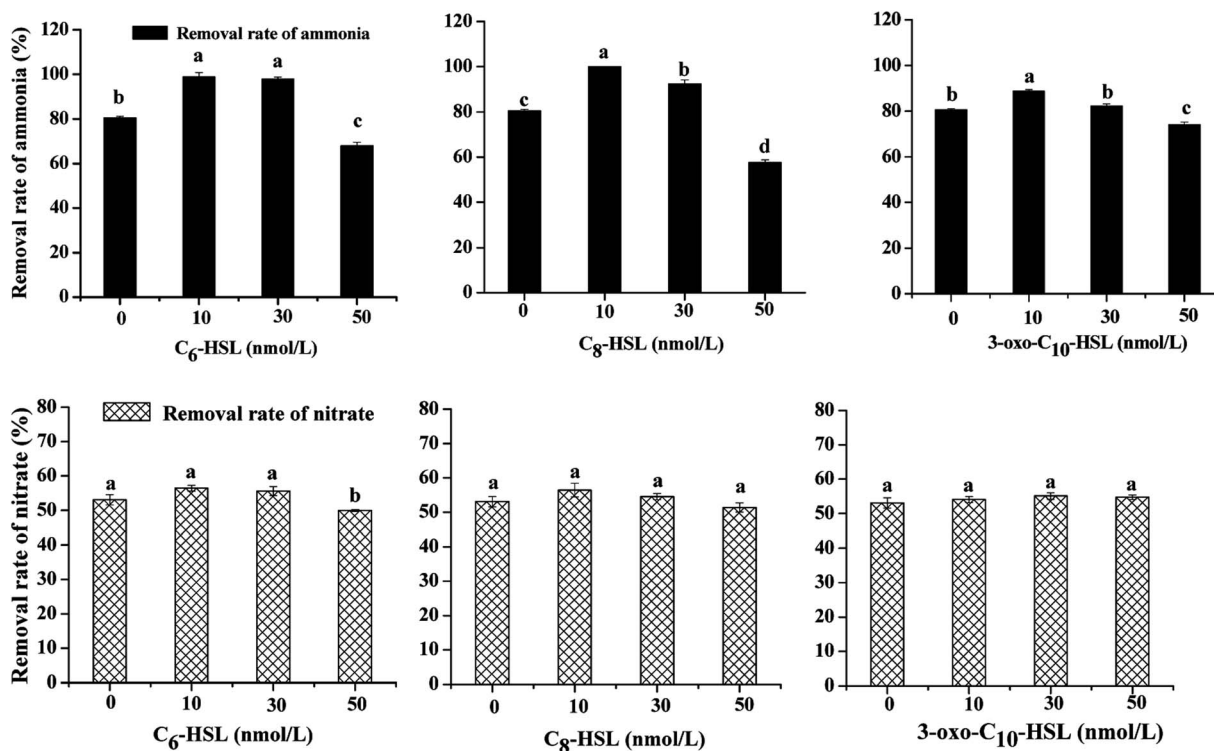 Removal rate of ammonia (%)
120
100
80
60
40
20
0
Removal rate of ammonia
b
a
a
c
0 10 30 50
C6-HSL (nmol/L)
120
100
80
60
40
20
0
c
a
b
d
0 10 30 50
C8-HSL (nmol/L)
120
100
80
60
40
20
0
b
a
b
c
0 10 30 50
3-oxo-C10-HSL (nmol/L)
Removal rate of nitrate (%)
80
70
60
50
40
30
20
10
0
Removal rate of nitrate
a
a
a
b
0 10 30 50
C6-HSL (nmol/L)
80
70
60
50
40
30
20
10
0
a
a
a
a
0 10 30 50
C8-HSL (nmol/L)
80
70
60
50
40
30
20
10
0
a
a
a
a
0 10 30 50
3-oxo-C10-HSL (nmol/L)